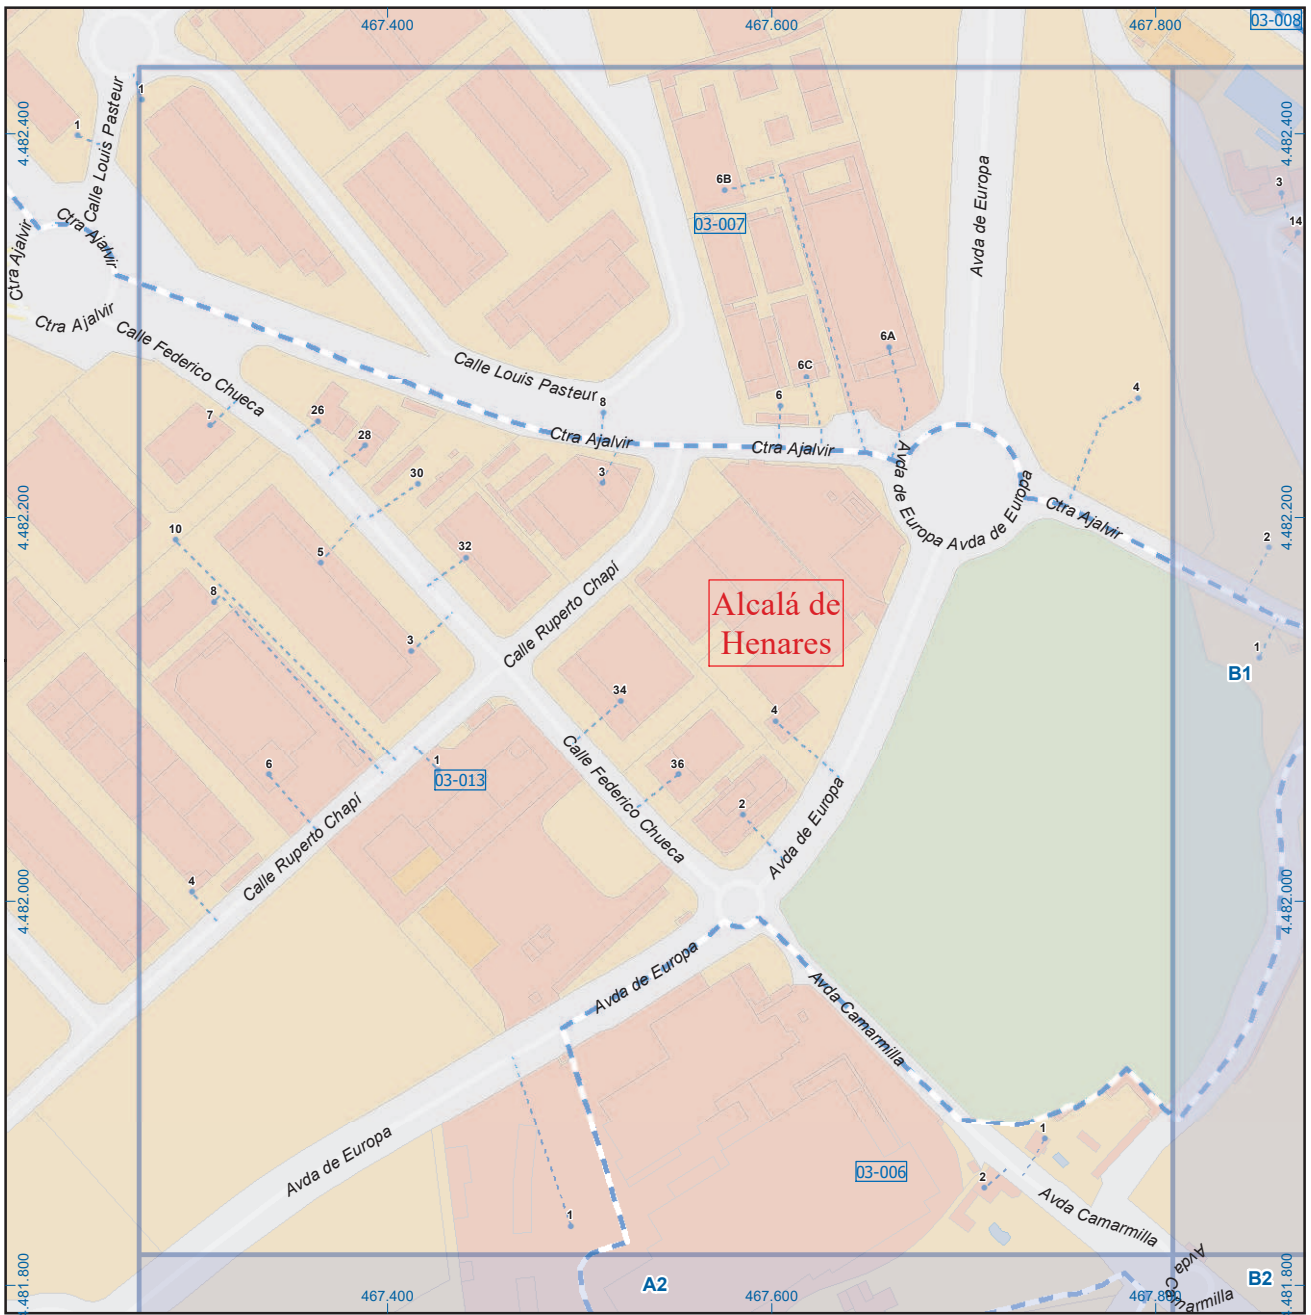 467.400
467.600
467.800
03-008
4.482.400
4.482.400
Calle Louis Pasteur
1
1
3
14
6B
03-007
Avda de Europa
Ctra Ajalvir
Ctra Ajalvir
Ctra Ajalvir
Calle Federico Chueca
Calle Louis Pasteur
6A
6C
6
4
8
7
26
28
Ctra Ajalvir
Ctra Ajalvir
30
3
Avda de Europa
Avda de Europa
Ctra Ajalvir
4.482.200
4.482.200
10
5
32
2
8
3
Calle Ruperto Chapí
Alcalá de
Henares
1
B1
34
4
1
03-013
6
36
Calle Federico Chueca
2
Avda de Europa
Calle Ruperto Chapí
4
4.482.000
4.482.000
Avda de Europa
Avda Camarmilla
Avda de Europa
1
03-006
2
1
Avda Camarmilla
Avda Camarmilla
4.481.800
4.481.800
A2
B2
467.400
467.600
467.800